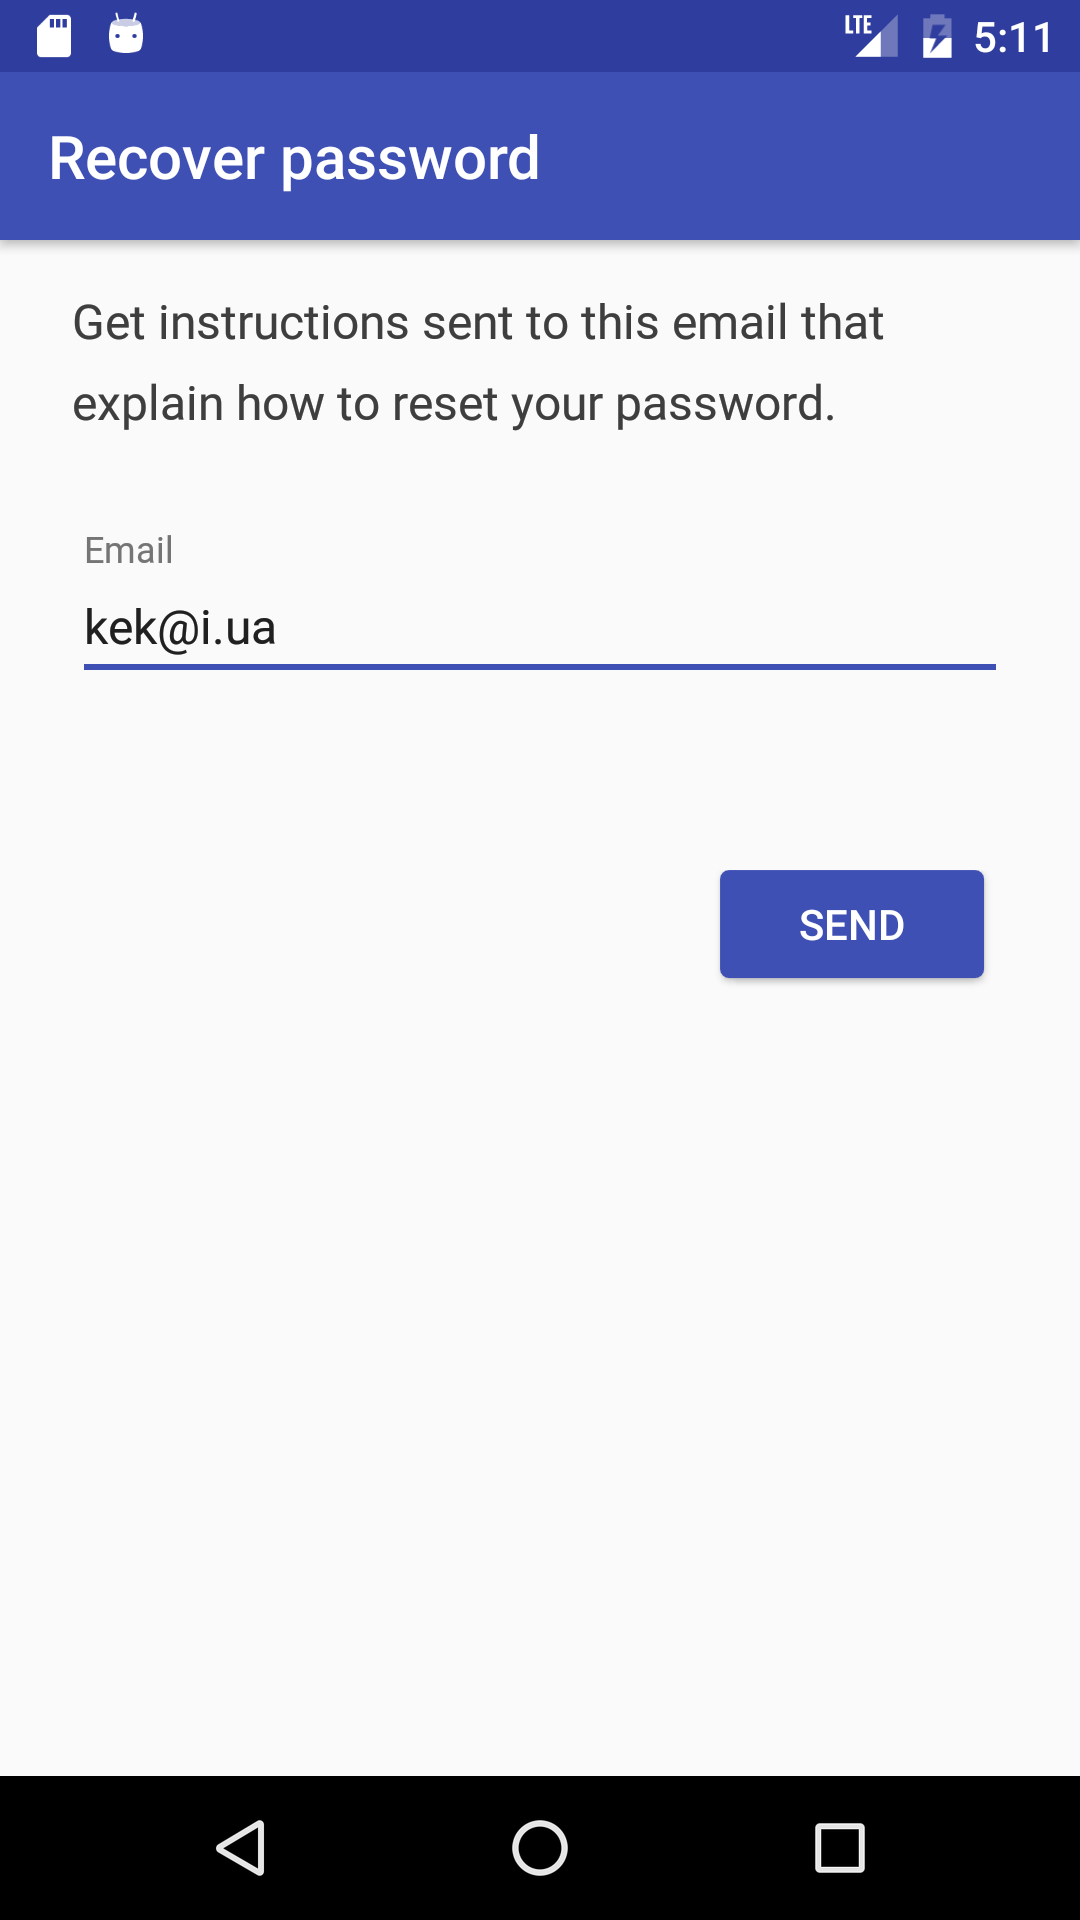 LTE 5:11
Recover password
Get instructions sent to this email that
explain how to reset your password.
Email
kek@i.ua
SEND